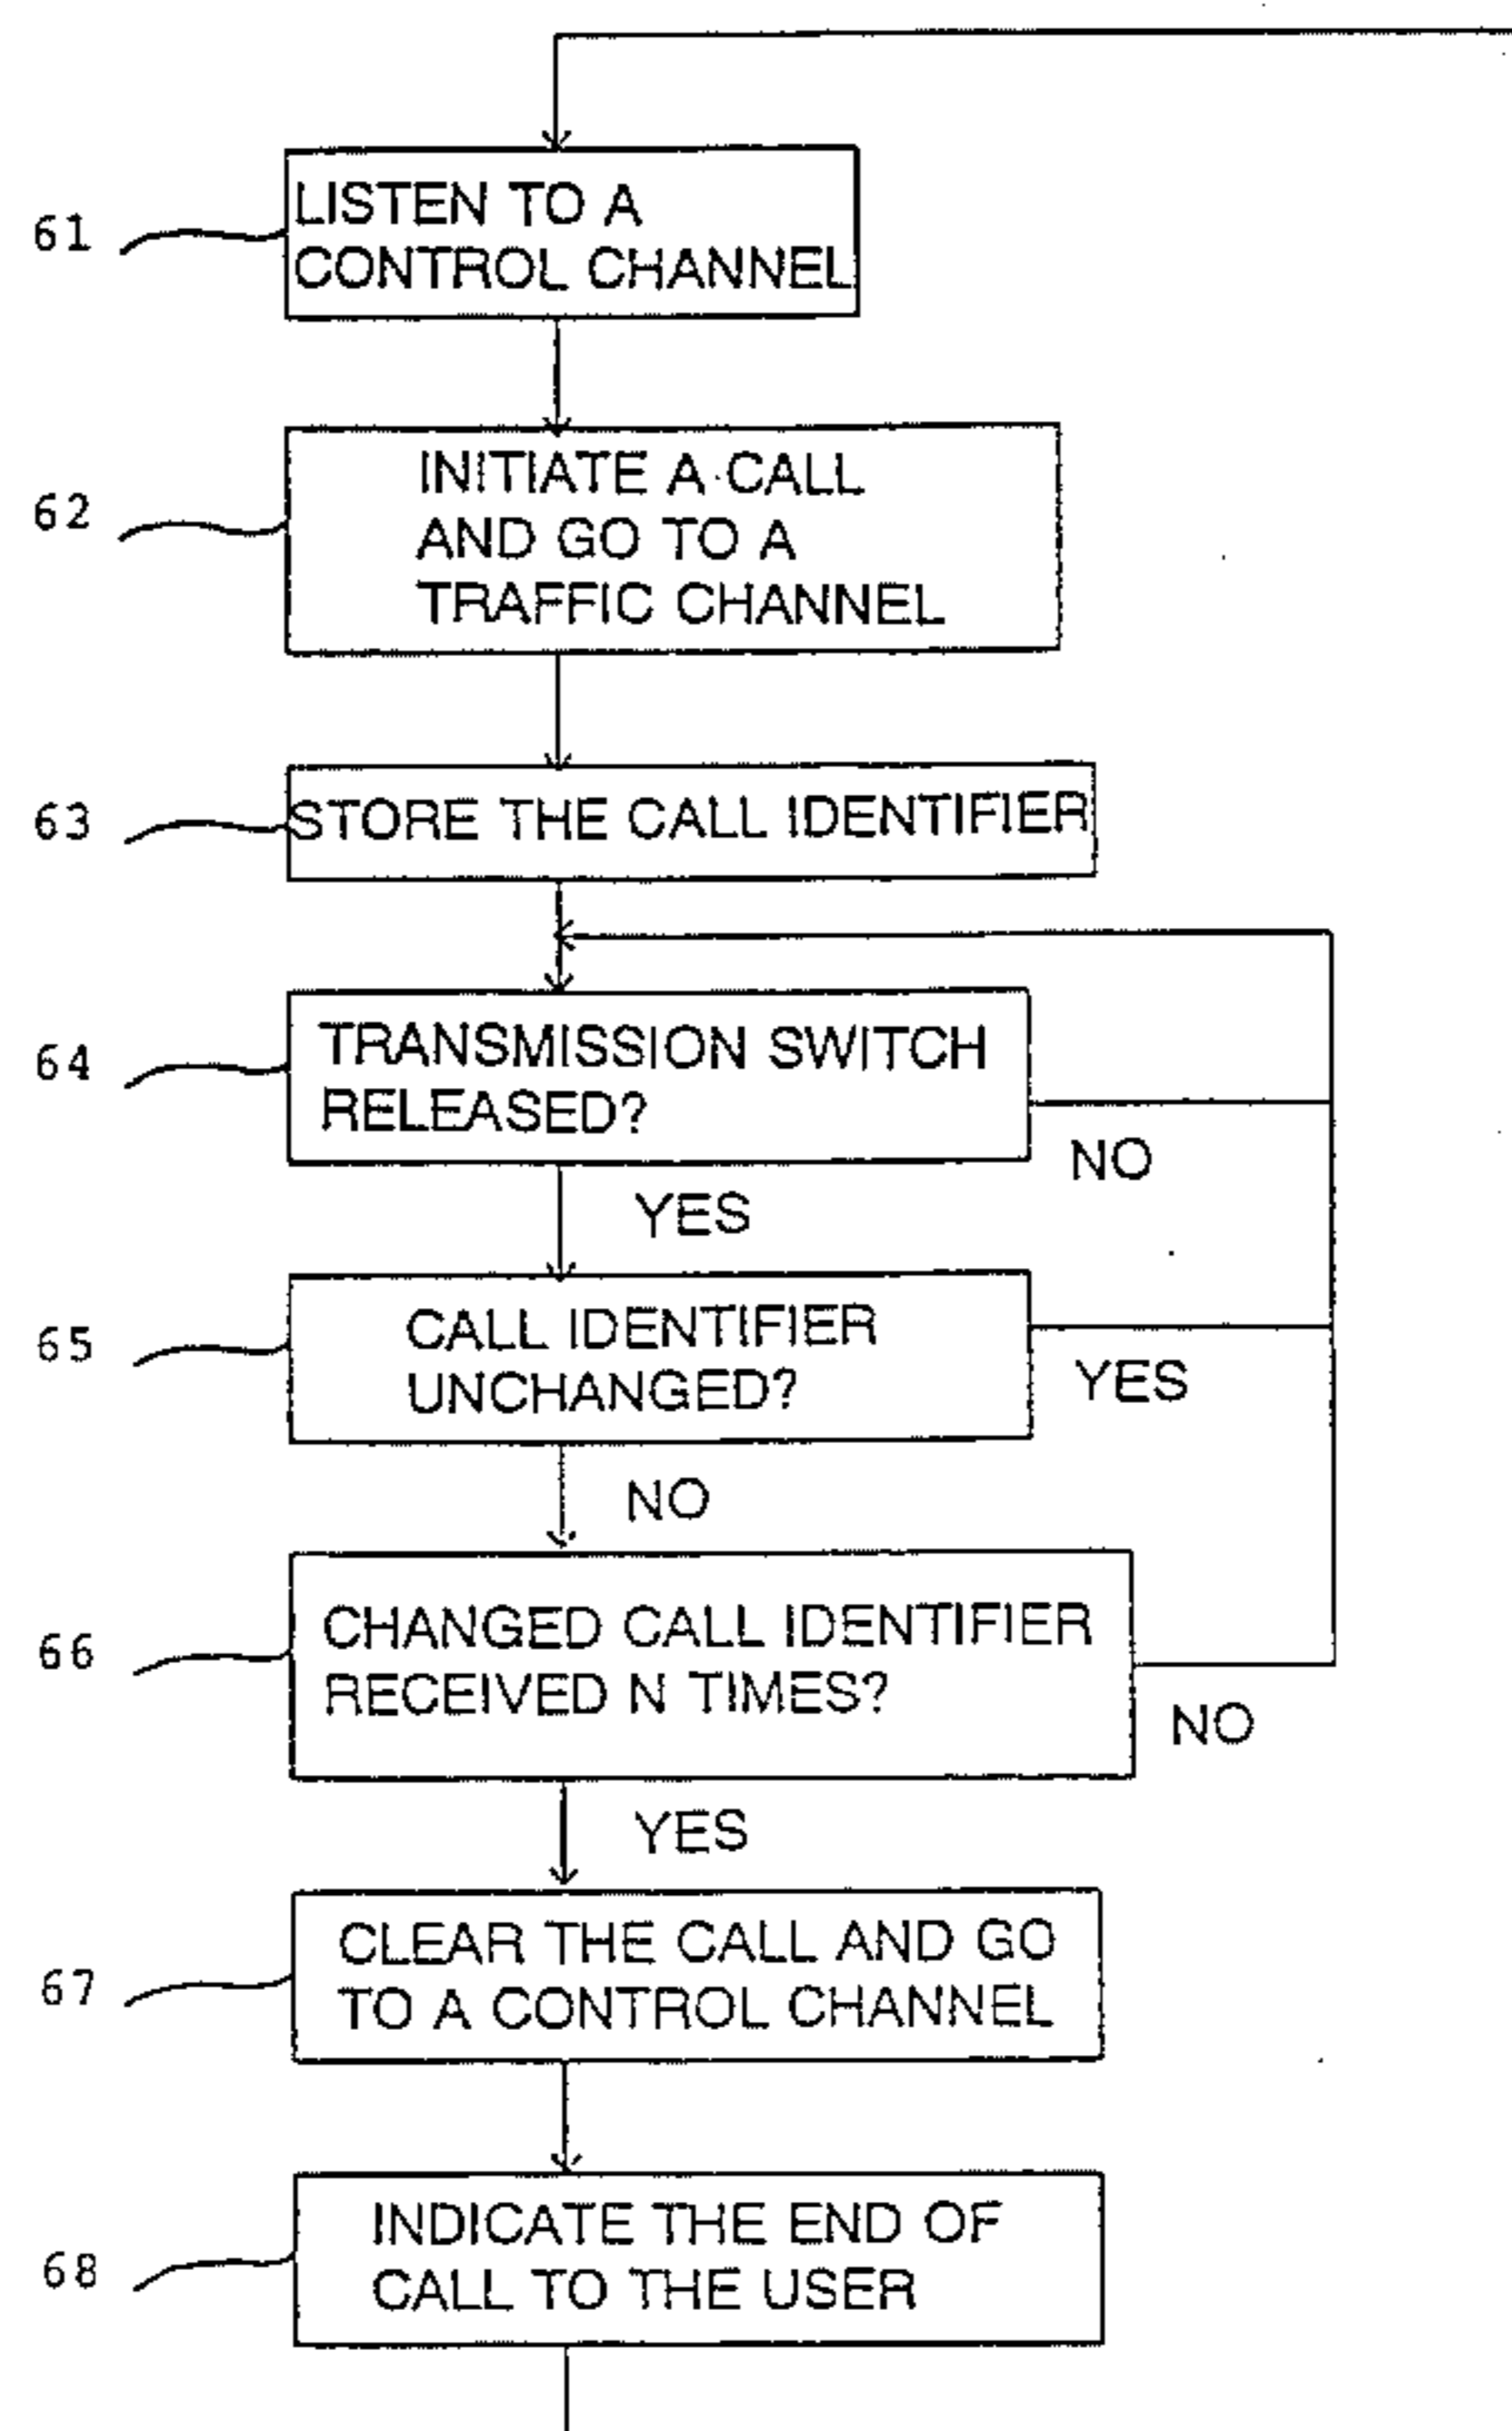 61
LISTEN TO A
CONTROL CHANNEL
62
INITIATE A CALL
AND GO TO A
TRAFFIC CHANNEL
63
STORE THE CALL IDENTIFIER
64
TRANSMISSION SWITCH
RELEASED?
NO
YES
65
CALL IDENTIFIER
UNCHANGED?
YES
NO
66
CHANGED CALL IDENTIFIER
RECEIVED N TIMES?
NO
YES
67
CLEAR THE CALL AND GO
TO A CONTROL CHANNEL
68
INDICATE THE END OF
CALL TO THE USER